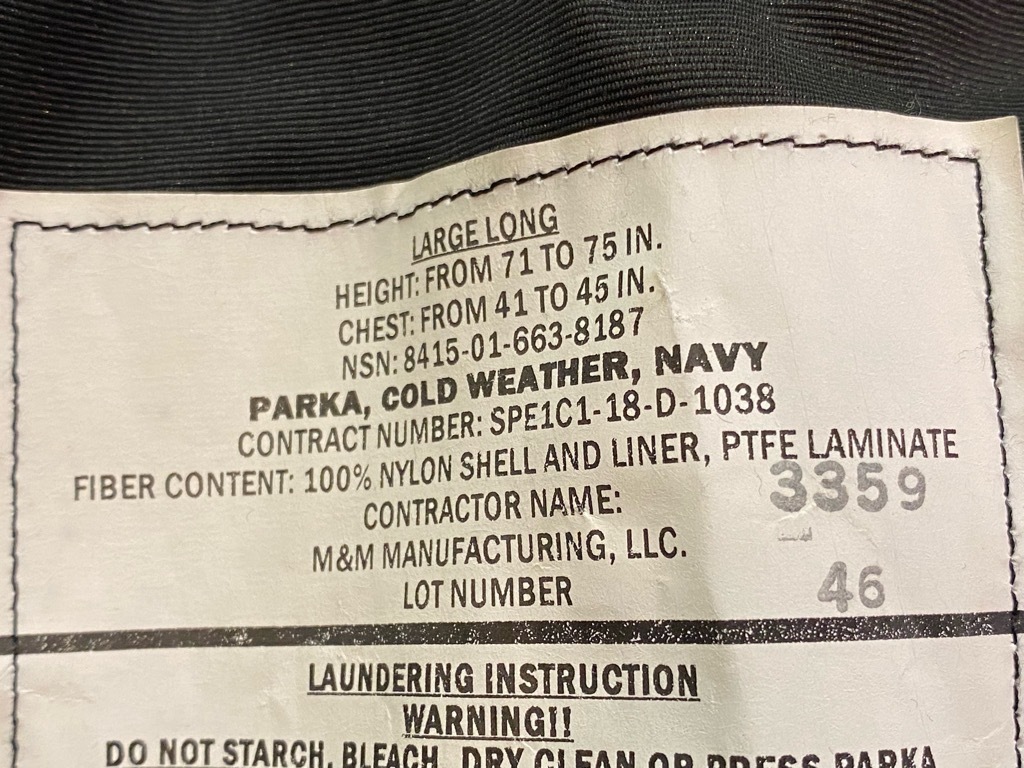 LARGE LONG
HEIGHT: FROM 71 TO 75 IN.
CHEST: FROM 41 TO 45 IN.
NSN: 8415-01-663-8187
PARKA, COLD WEATHER, NAVY
CONTRACT NUMBER: SPE1C1-18-D-1038
FIBER CONTENT: 100% NYLON SHELL AND LINER, PTFE LAMINATE
CONTRACTOR NAME: 3359
M&M MANUFACTURING, LLC.
LOT NUMBER 46
LAUNDERING INSTRUCTION
WARNING!!
DO NOT STARCH, BLEACH, DRY CLEAN OR PRESS PARKA